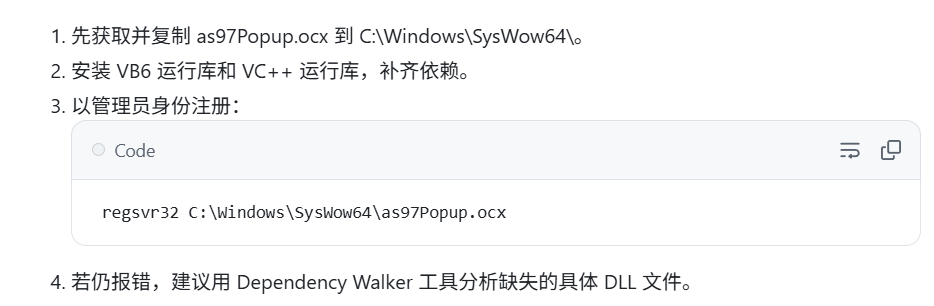 1. 先获取并复制 as97Popup.ocx 到 C:\Windows\SysWow64\。
2. 安装 VB6 运行库和 VC++ 运行库，补齐依赖。
3. 以管理员身份注册：
Code
regsvr32 C:\Windows\SysWow64\as97Popup.ocx
4. 若仍报错，建议用 Dependency Walker 工具分析缺失的具体 DLL 文件。